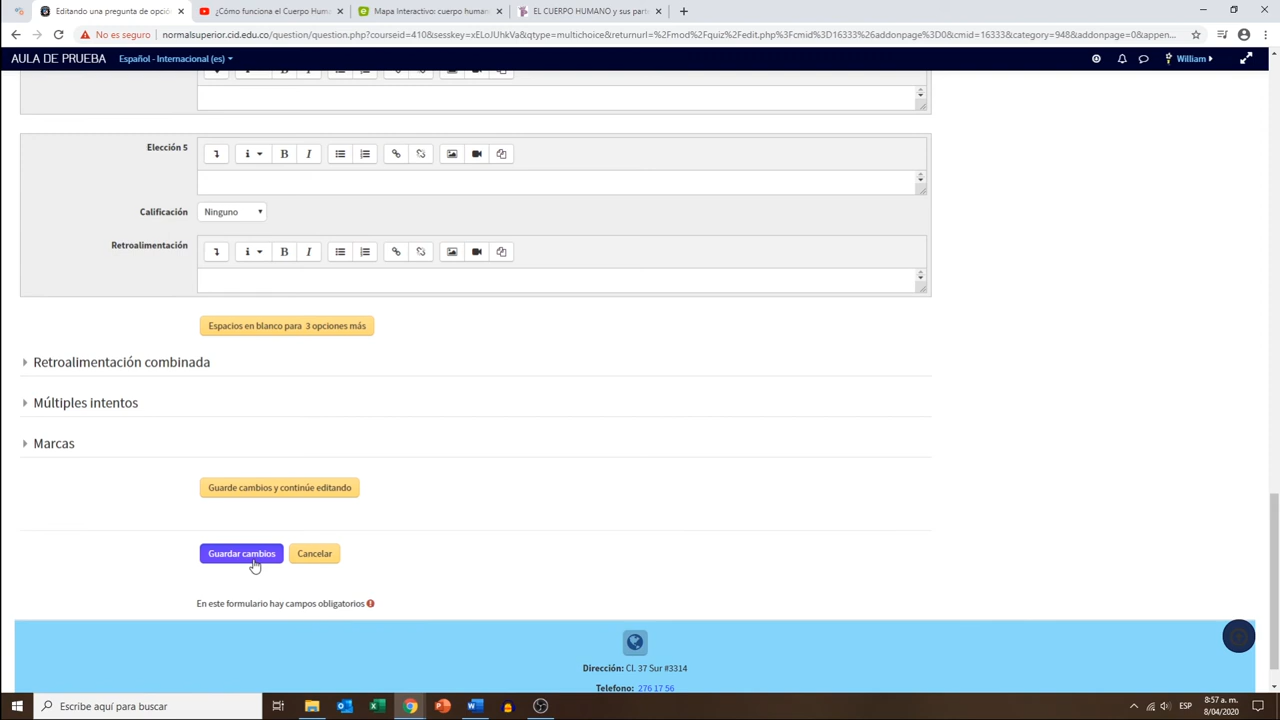 Editando una pregunta de opció
¿Cómo funciona el Cuerpo Hum
Mapa Interactivo: cuerpo human
EL CUERPO HUMANO y sus part
No es seguro
normalsuperior.cid.edu.co/question/question.php?courseid=410&sesskey=xELoJUhkVa&qtype=multichoice&returnurl=%2Fmod%2Fquiz%2Fedit.php%3Fcmid%3D16333%26addonpage%3D0&cmid=16333&category=948&addonpage=0&appen...
AULA DE PRUEBA
Español - Internacional (es)
William
Elección 5
Calificación
Ninguno
Retroalimentación
Espacios en blanco para 3 opciones más
Retroalimentación combinada
Múltiples intentos
Marcas
Guarde cambios y continúe editando
Guardar cambios
Cancelar
En este formulario hay campos obligatorios
Dirección: Cl. 37 Sur #3314
Telefono: 276 17 56
Escribe aquí para buscar
ESP
8:57 a. m.
8/04/2020